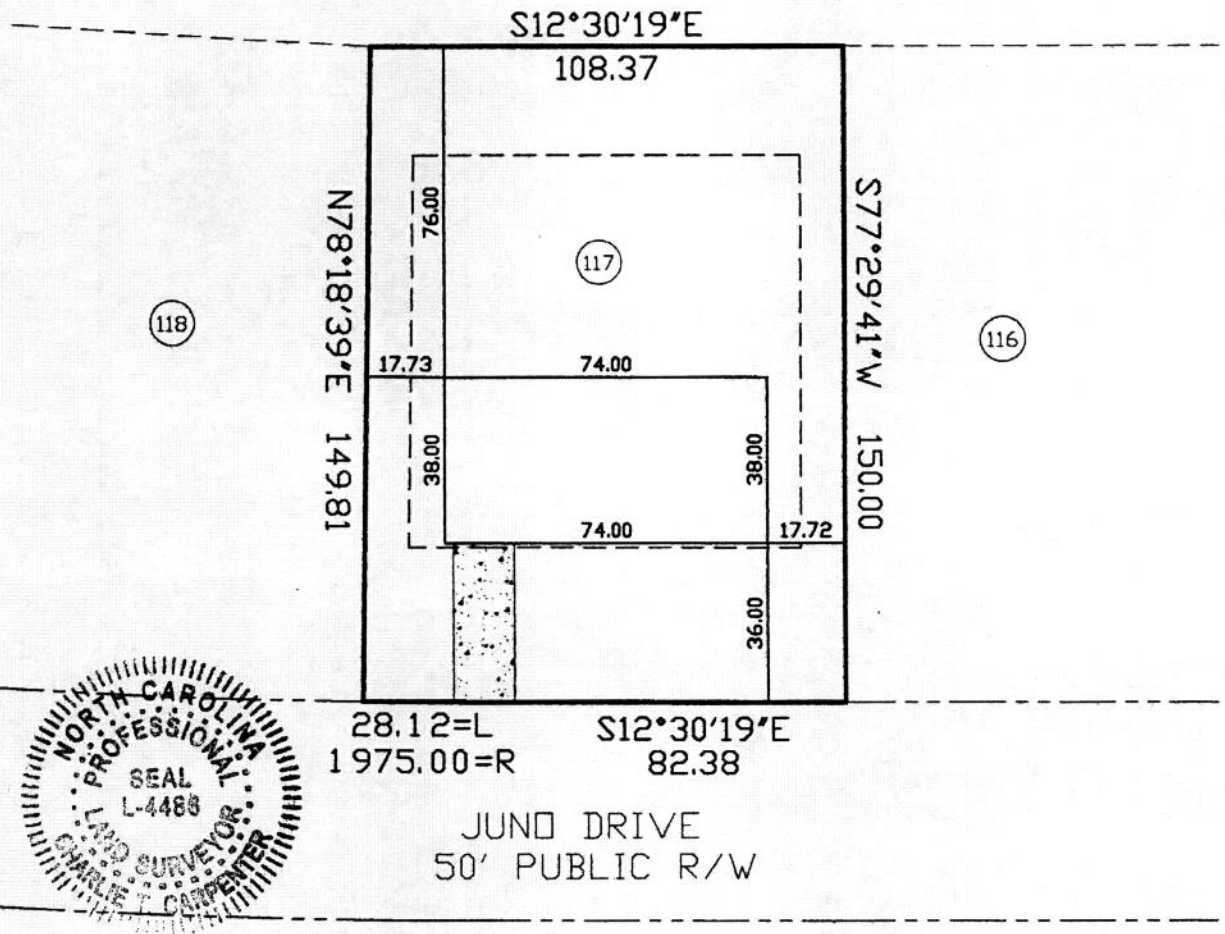 S12°30'19"E
108.37
N78°18'39"E 149.81
76.00
117
S77°29'41"W 150.00
118
116
17.73
74.00
38.00
38.00
74.00
17.72
36.00
28.12=L
1975.00=R
S12°30'19"E
82.38
JUNO DRIVE
50' PUBLIC R/W
NORTH CAROLINA
PROFESSIONAL
SEAL
L-4486
LAND SURVEYOR
CHARLIE T. CARPENTER